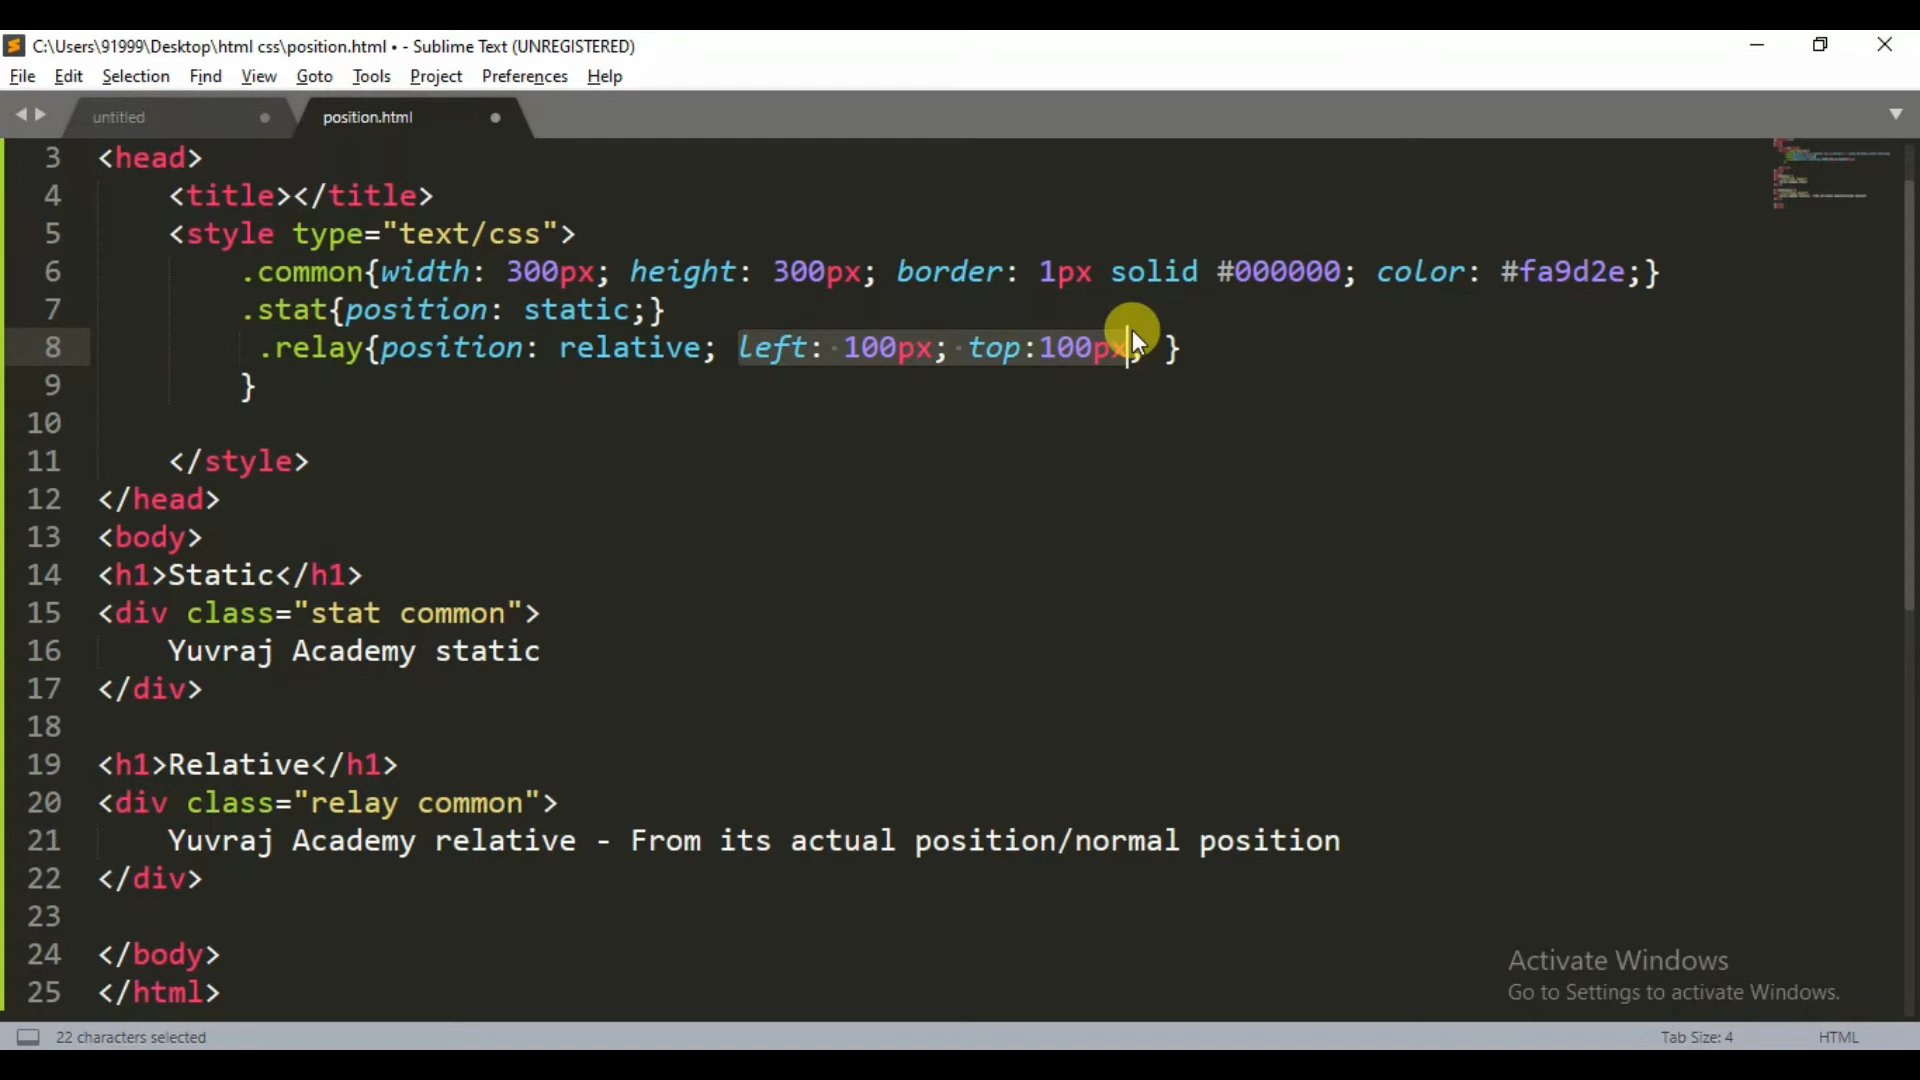 C:\Users\91999\Desktop\html css\position.html • - Sublime Text (UNREGISTERED)
File Edit Selection Find View Goto Tools Project Preferences Help
untitled position.html
3 <head>
4 <title></title>
5 <style type="text/css">
6 .common{width: 300px; height: 300px; border: 1px solid #000000; color: #fa9d2e;}
7 .stat{position: static;}
8 .relay{position: relative; left: 100px; top:100px; }
9 }
10
11 </style>
12 </head>
13 <body>
14 <h1>Static</h1>
15 <div class="stat common">
16 Yuvraj Academy static
17 </div>
18
19 <h1>Relative</h1>
20 <div class="relay common">
21 Yuvraj Academy relative - From its actual position/normal position
22 </div>
23
24 </body>
25 </html>
Activate Windows
Go to Settings to activate Windows.
22 characters selected Tab Size: 4 HTML